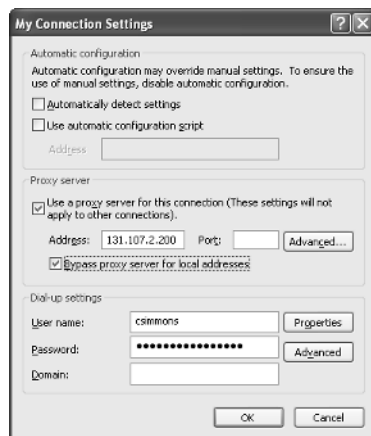 My Connection Settings
Automatic configuration
Automatic configuration may override manual settings. To ensure the
use of manual settings, disable automatic configuration.
Automatically detect settings
Use automatic configuration script
Address
Proxy server
Use a proxy server for this connection (These settings will not
apply to other connections).
Address: 131.107.2.200 Port: Advanced...
Bypass proxy server for local addresses
Dial-up settings
User name: csimmons Properties
Password: •••••••••••••••• Advanced
Domain:
OK Cancel